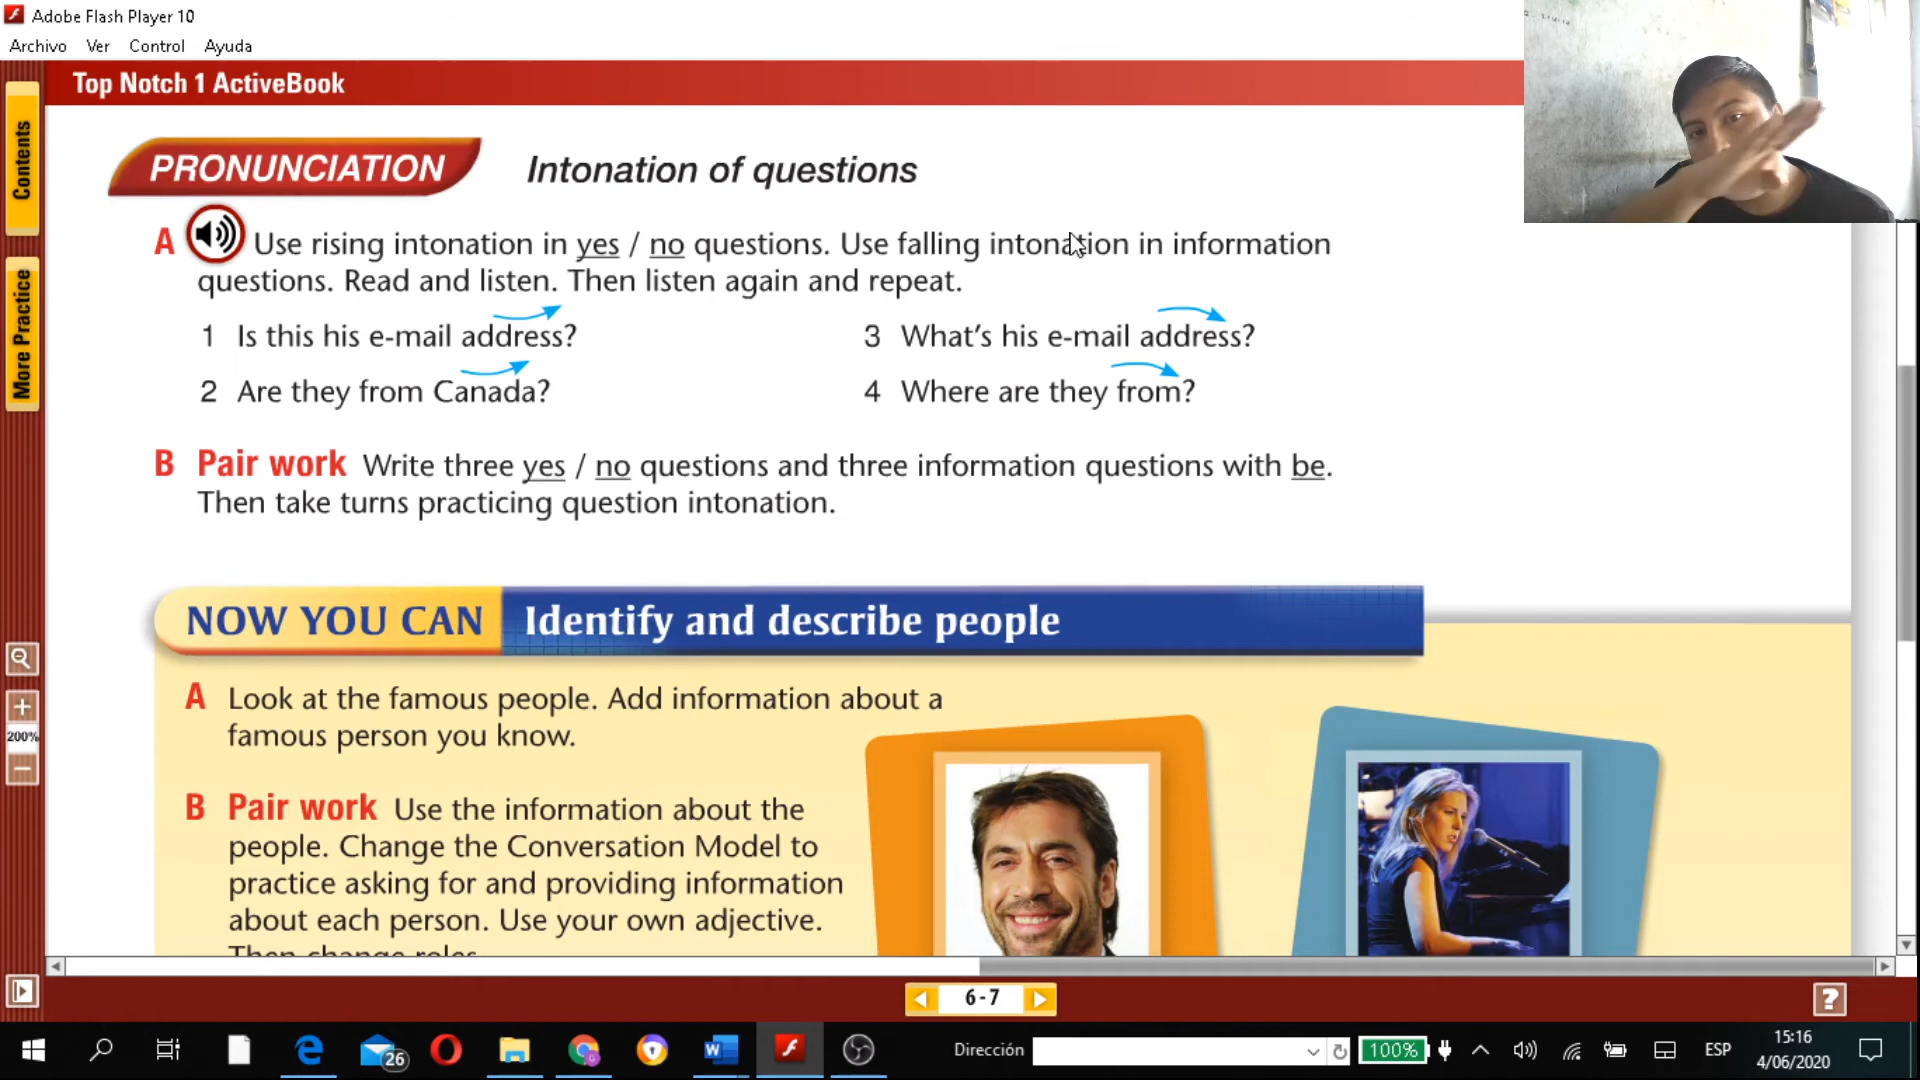 Adobe Flash Player 10
Archivo Ver Control Ayuda
Top Notch 1 ActiveBook
Contents
More Practice
PRONUNCIATION Intonation of questions
A Use rising intonation in yes / no questions. Use falling intonation in information
questions. Read and listen. Then listen again and repeat.
1 Is this his e-mail address?
2 Are they from Canada?
3 What's his e-mail address?
4 Where are they from?
B Pair work Write three yes / no questions and three information questions with be.
Then take turns practicing question intonation.
NOW YOU CAN Identify and describe people
A Look at the famous people. Add information about a
famous person you know.
B Pair work Use the information about the
people. Change the Conversation Model to
practice asking for and providing information
about each person. Use your own adjective.
Then change roles.
200%
6-7
?
26
Dirección
100%
ESP
15:16
4/06/2020